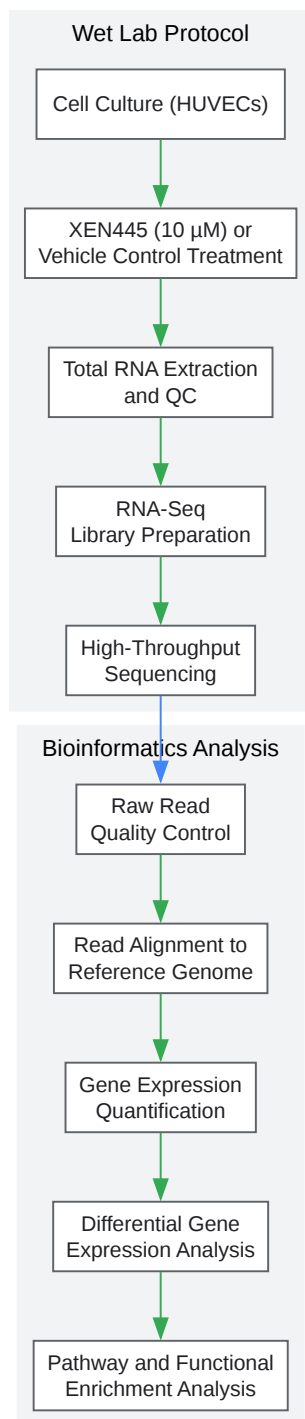 Wet Lab Protocol
Cell Culture (HUVECs)
XEN445 (10 µM) or
Vehicle Control Treatment
Total RNA Extraction
and QC
RNA-Seq
Library Preparation
High-Throughput
Sequencing
Bioinformatics Analysis
Raw Read
Quality Control
Read Alignment to
Reference Genome
Gene Expression
Quantification
Differential Gene
Expression Analysis
Pathway and Functional
Enrichment Analysis